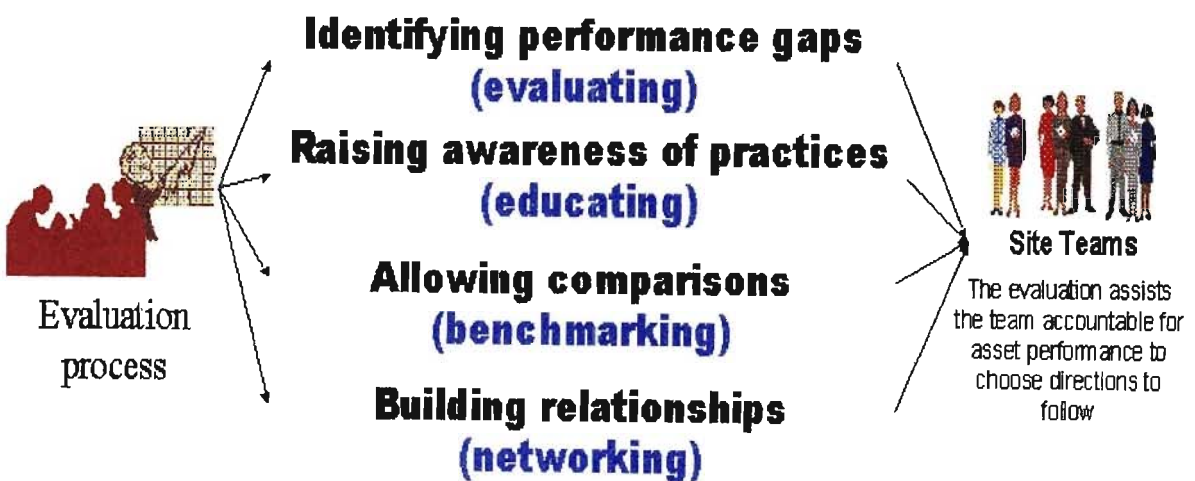 Identifying performance gaps
(evaluating)
Raising awareness of practices
(educating)
Allowing comparisons
(benchmarking)
Building relationships
(networking)
Evaluation
process
Site Teams
The evaluation assists
the team accountable for
asset performance to
choose directions to
follow